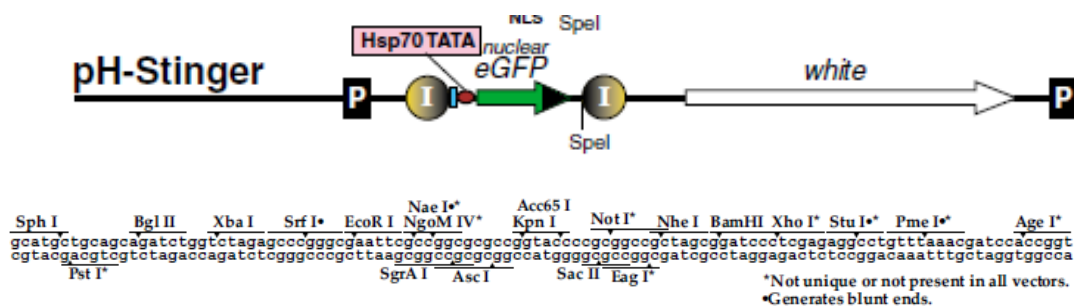 NLS SpeI
Hsp70 TATA
nuclear
pH-Stinger
eGFP
white
P
I
I
P
SpeI
Nae I•* Acc65 I
Sph I Bgl II Xba I Srf I• EcoR I NgoM IV* Kpn I Not I* Nhe I BamHI Xho I* Stu I•* Pme I•* Age I*
gcatgctgcagcagatctggtctagagcccgggcgaattcgccggcgcgccggtaccccgcggccgctagcggatccctcgagaggcctgtttaaacgatccaccggt
cgtacgacgtcgtctagaccagatctcgggcccgcttaagcggccgcgcggccatggggcgccggcgatcgcctaggagactctccggacaaatttgctaggtggcca
Pst I* SgrA I Asc I Sac II Eag I*
*Not unique or not present in all vectors.
•Generates blunt ends.